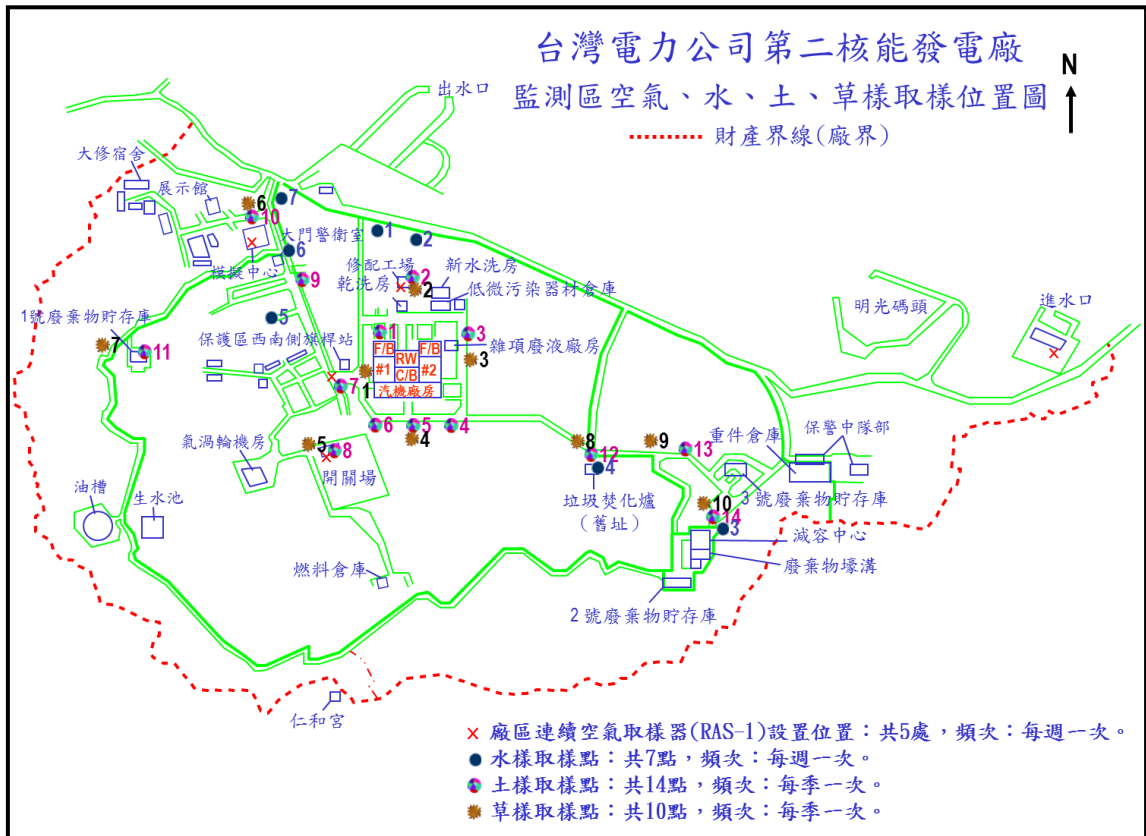 台灣電力公司第二核能發電廠
監測區空氣、水、土、草樣取樣位置圖
財產界線(廠界)
N
出水口
大修宿舍
展示館
6
7
10
大門警衛室
1
2
6
模擬中心
9
修配工場
2
新水洗房
乾洗房
2
低微污染器材倉庫
明光碼頭
進水口
1號廢棄物貯存庫
5
7
11
保護區西南側旗桿站
1
3
雜項廢液廠房
3
F/B
RW
F/B
#1
C/B
#2
汽機廠房
1
7
6
5
4
4
5
8
氣渦輪機房
開關場
8
9
12
13
4
重件倉庫
保警中隊部
垃圾焚化爐
(舊址)
3號廢棄物貯存庫
10
14
3
油槽
生水池
減容中心
廢棄物壕溝
燃料倉庫
2號廢棄物貯存庫
仁和宮
廠區連續空氣取樣器(RAS-1)設置位置：共5處，頻次：每週一次。
水樣取樣點：共7點，頻次：每週一次。
土樣取樣點：共14點，頻次：每季一次。
草樣取樣點：共10點，頻次：每季一次。